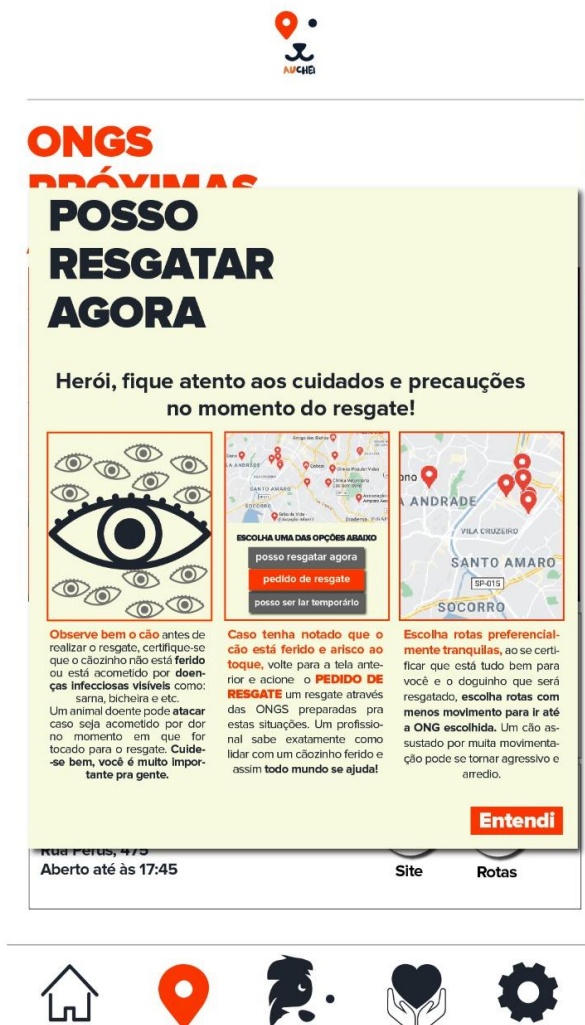 AUCHEI
ONGS
PRÓXIMAS
POSSO
RESGATAR
AGORA
Herói, fique atento aos cuidados e precauções
no momento do resgate!
ESCOLHA UMA DAS OPÇÕES ABAIXO
posso resgatar agora
pedido de resgate
posso ser lar temporário
SANTO AMARO
SOCORRO
ANDRADE
VILA CRUZEIRO
SANTO AMARO
SP-015
SOCORRO
Observe bem o cão antes de
realizar o resgate, certifique-se
que o cãozinho não está ferido
ou está acometido por doen-
ças infecciosas visíveis como:
sarna, bicheira e etc.
Um animal doente pode atacar
caso seja acometido por dor
no momento em que for
tocado para o resgate. Cuide-
-se bem, você é muito impor-
tante pra gente.
Caso tenha notado que o
cão está ferido e arisco ao
toque, volte para a tela ante-
rior e acione o PEDIDO DE
RESGATE um resgate através
das ONGS preparadas pra
estas situações. Um profissio-
nal sabe exatamente como
lidar com um cãozinho ferido e
assim todo mundo se ajuda!
Escolha rotas preferencial-
mente tranquilas, ao se certi-
ficar que está tudo bem para
você e o doguinho que será
resgatado, escolha rotas com
menos movimento para ir até
a ONG escolhida. Um cão as-
sustado por muita movimenta-
ção pode se tornar agressivo e
arredio.
Entendi
Rua Perus, 475
Aberto até às 17:45
Site
Rotas